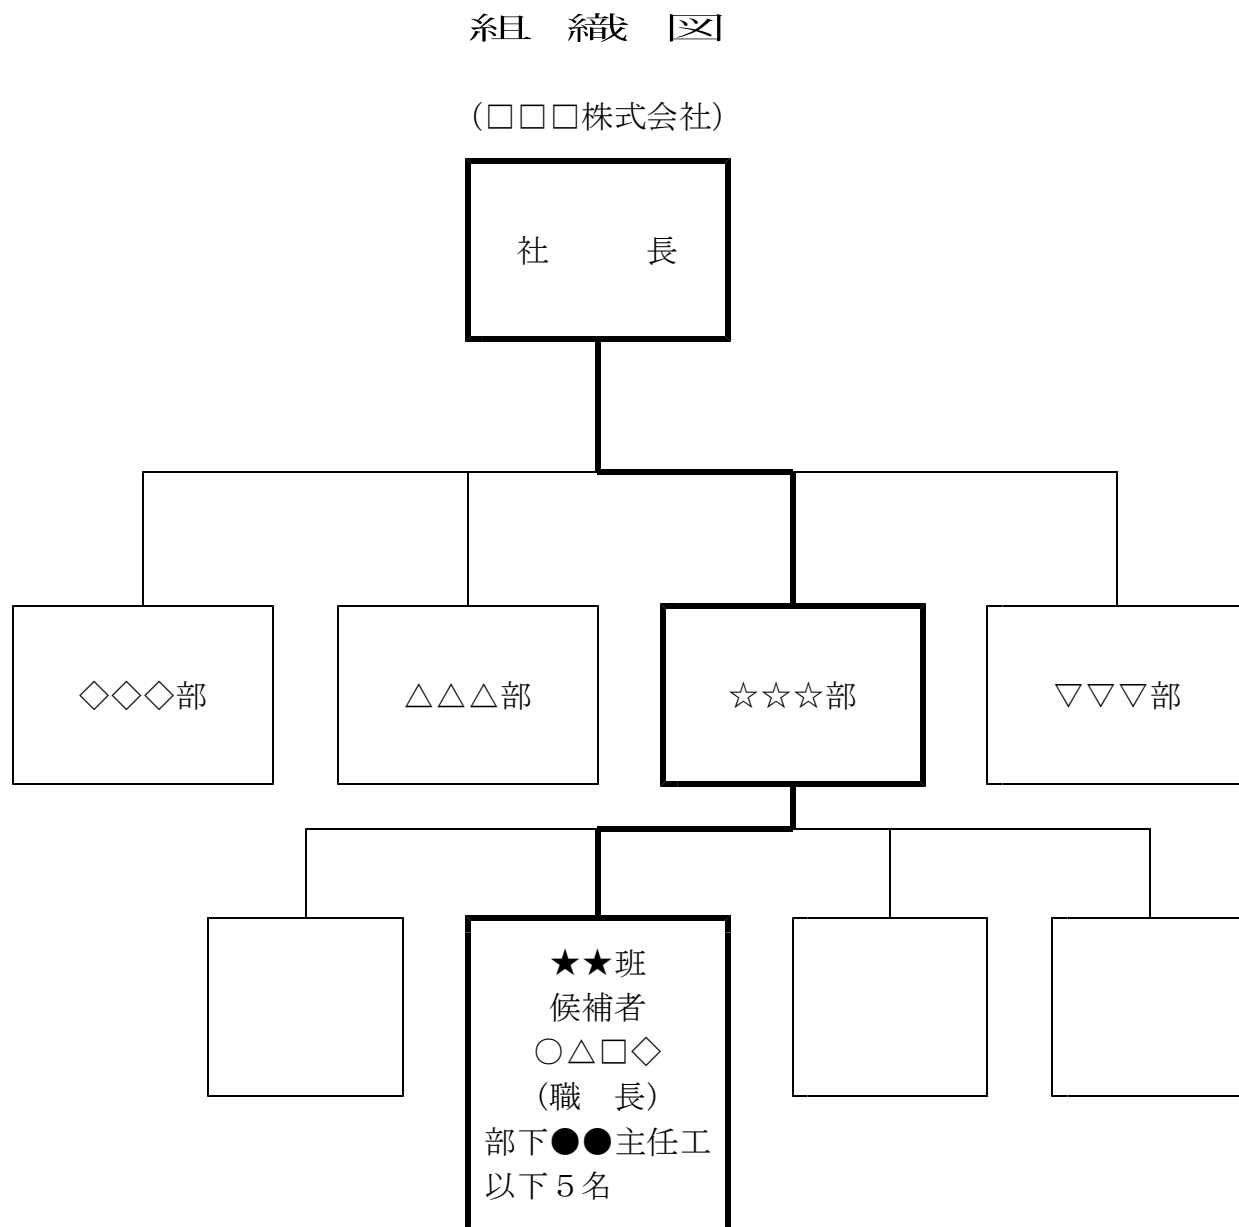 組　織　図
（□□□株式会社）
社　　　長
◇◇◇部
△△△部
☆☆☆部
▽▽▽部
★★班
候補者
○△□◇
（職　長）
部下●●主任工
以下５名